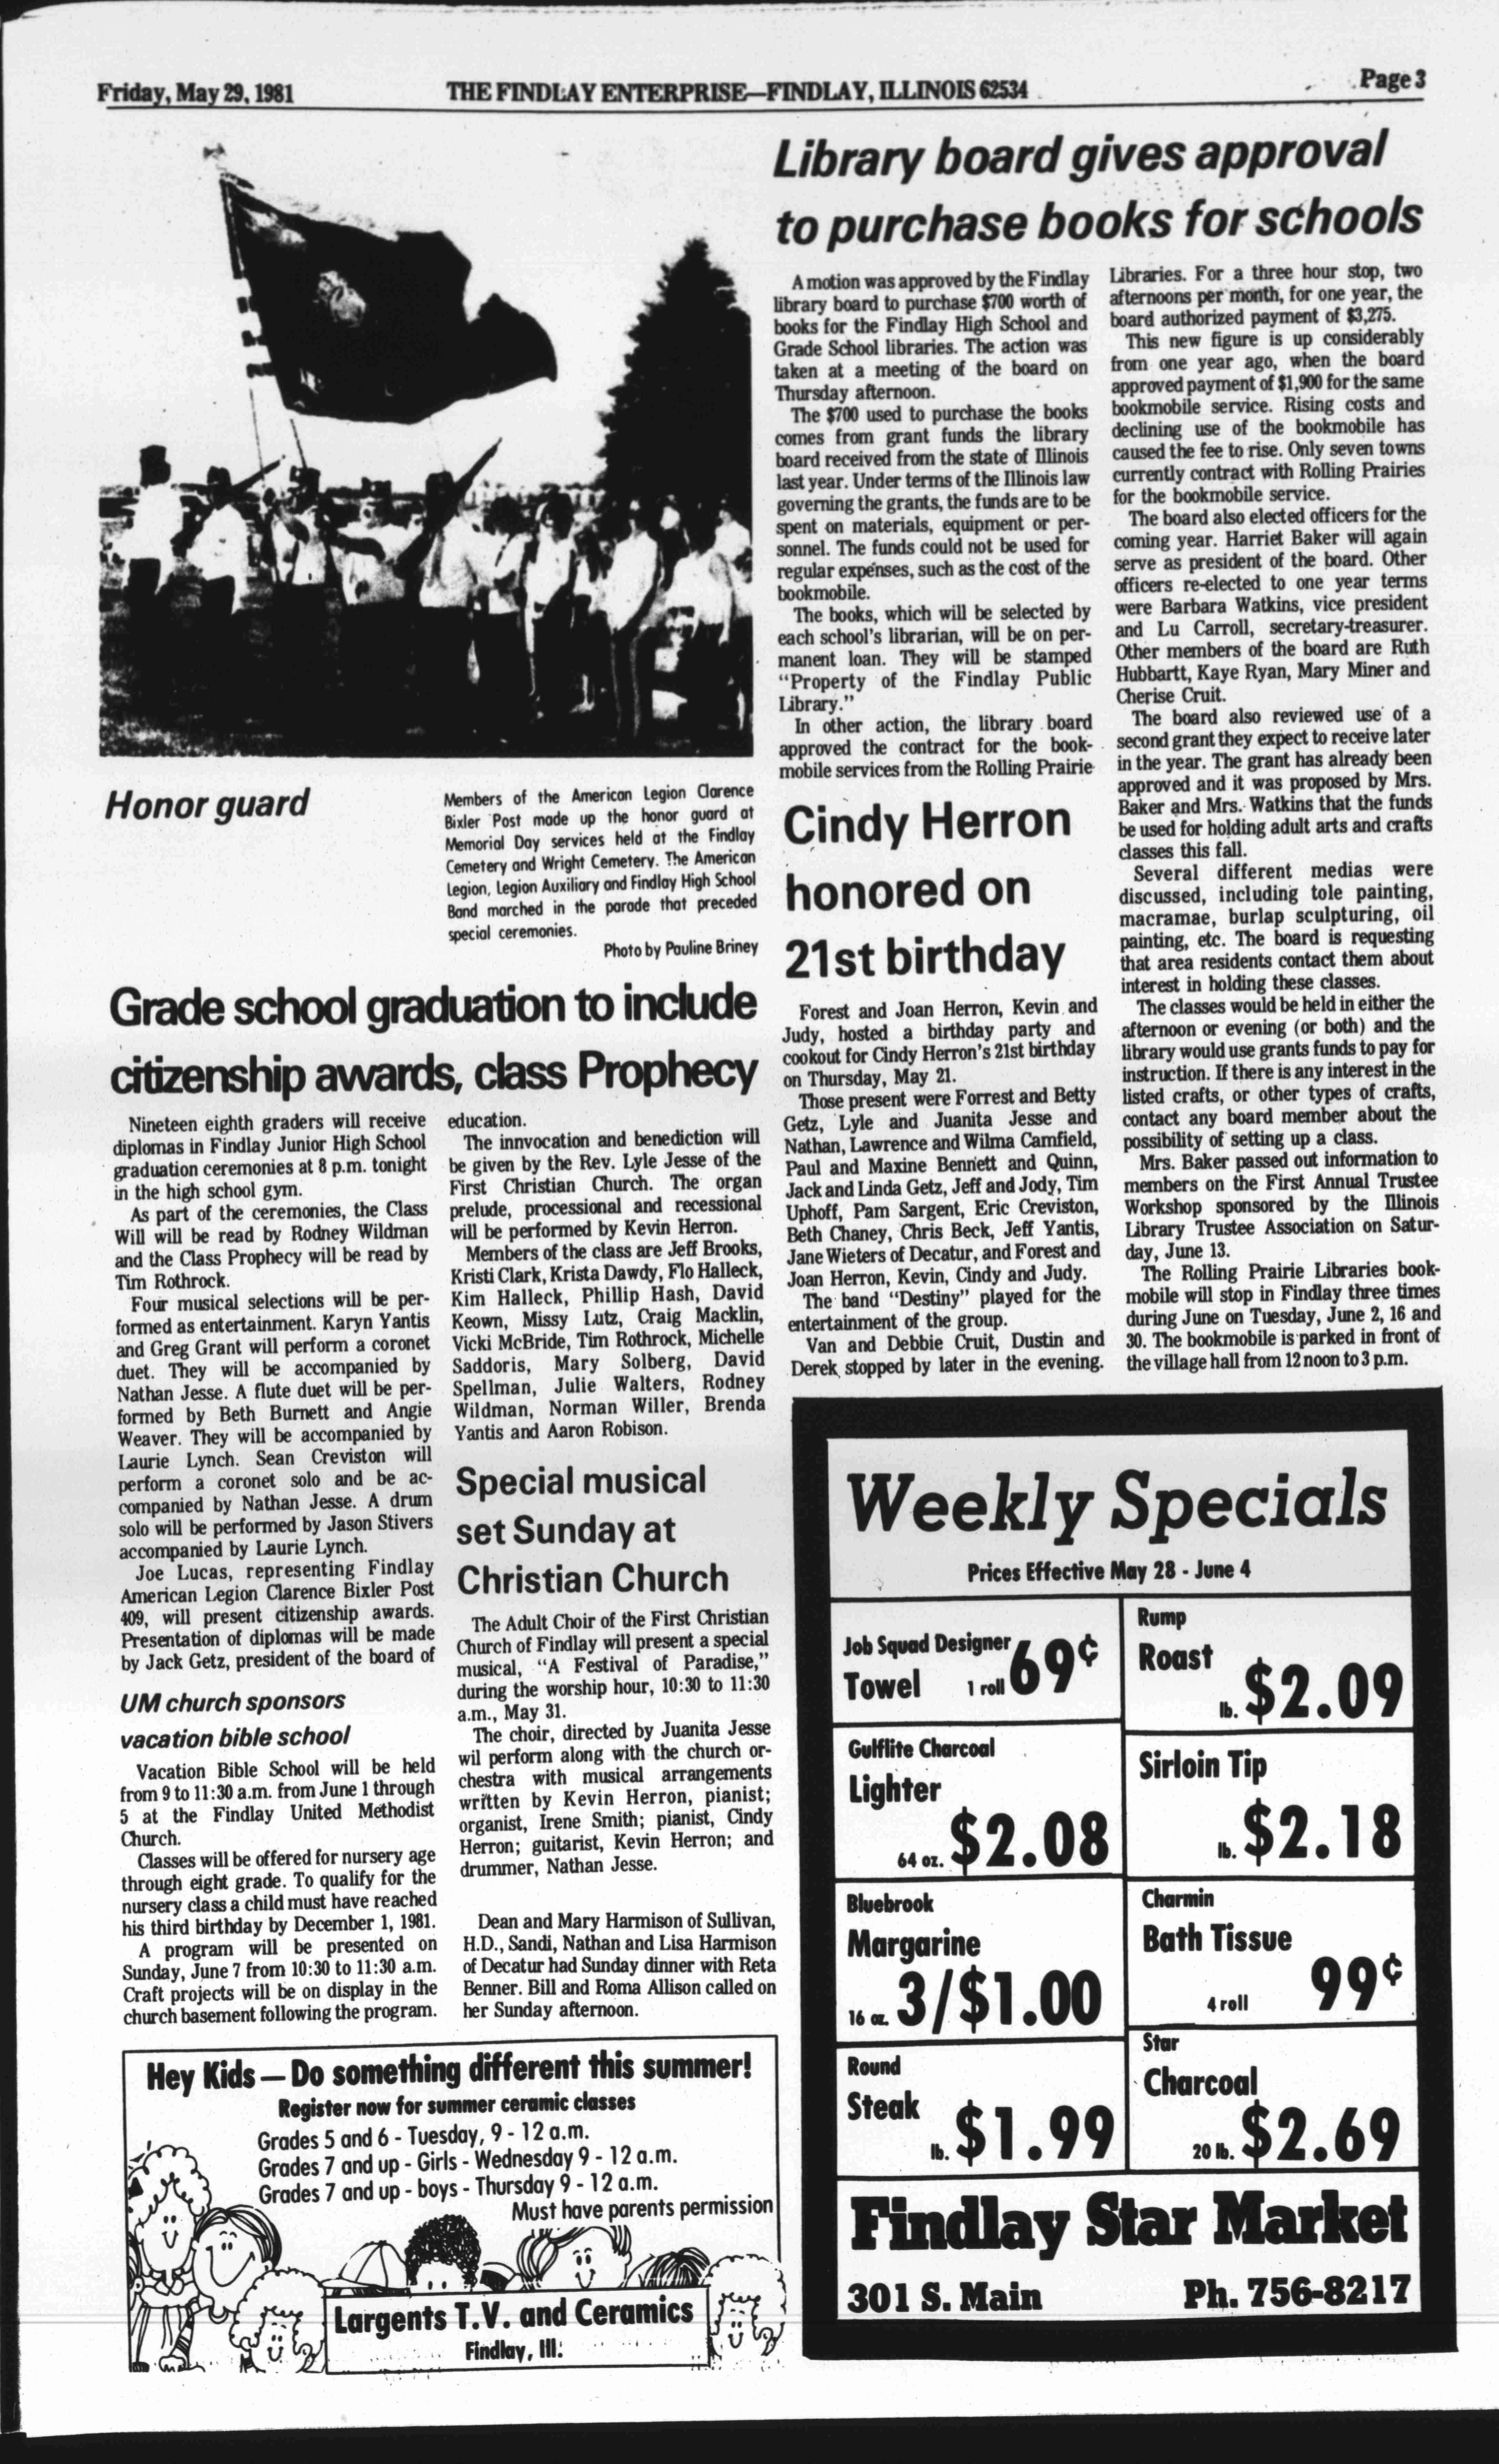 Friday, May 29, 1981
THE FINDLAY ENTERPRISE—FINDLAY, ILLINOIS 62534
Page 3
Honor guard
Members of the American Legion Clarence
Bixler Post made up the honor guard at
Memorial Day services held at the Findlay
Cemetery and Wright Cemetery. The American
Legion, Legion Auxiliary and Findlay High School
Band marched in the parade that preceded
special ceremonies.
Photo by Pauline Briney
Library board gives approval
to purchase books for schools
A motion was approved by the Findlay
library board to purchase $700 worth of
books for the Findlay High School and
Grade School libraries. The action was
taken at a meeting of the board on
Thursday afternoon.
The $700 used to purchase the books
comes from grant funds the library
board received from the state of Illinois
last year. Under terms of the Illinois law
governing the grants, the funds are to be
spent on materials, equipment or per-
sonnel. The funds could not be used for
regular expenses, such as the cost of the
bookmobile.
The books, which will be selected by
each school's librarian, will be on per-
manent loan. They will be stamped
"Property of the Findlay Public
Library."
In other action, the library board
approved the contract for the book-
mobile services from the Rolling Prairie
Libraries. For a three hour stop, two
afternoons per month, for one year, the
board authorized payment of $3,275.
This new figure is up considerably
from one year ago, when the board
approved payment of $1,900 for the same
bookmobile service. Rising costs and
declining use of the bookmobile has
caused the fee to rise. Only seven towns
currently contract with Rolling Prairies
for the bookmobile service.
The board also elected officers for the
coming year. Harriet Baker will again
serve as president of the board. Other
officers re-elected to one year terms
were Barbara Watkins, vice president
and Lu Carroll, secretary-treasurer.
Other members of the board are Ruth
Hubbartt, Kaye Ryan, Mary Miner and
Cherise Cruit.
The board also reviewed use of a
second grant they expect to receive later
in the year. The grant has already been
approved and it was proposed by Mrs.
Baker and Mrs. Watkins that the funds
be used for holding adult arts and crafts
classes this fall.
Several different medias were
discussed, including tole painting,
macramae, burlap sculpturing, oil
painting, etc. The board is requesting
that area residents contact them about
interest in holding these classes.
The classes would be held in either the
afternoon or evening (or both) and the
library would use grants funds to pay for
instruction. If there is any interest in the
listed crafts, or other types of crafts,
contact any board member about the
possibility of setting up a class.
Mrs. Baker passed out information to
members on the First Annual Trustee
Workshop sponsored by the Illinois
Library Trustee Association on Satur-
day, June 13.
The Rolling Prairie Libraries book-
mobile will stop in Findlay three times
during June on Tuesday, June 2, 16 and
30. The bookmobile is parked in front of
the village hall from 12 noon to 3 p.m.
Cindy Herron
honored on
21st birthday
Forest and Joan Herron, Kevin and
Judy, hosted a birthday party and
cookout for Cindy Herron's 21st birthday
on Thursday, May 21.
Those present were Forrest and Betty
Getz, Lyle and Juanita Jesse and
Nathan, Lawrence and Wilma Camfield,
Paul and Maxine Bennett and Quinn,
Jack and Linda Getz, Jeff and Jody, Tim
Uphoff, Pam Sargent, Eric Creviston,
Beth Chaney, Chris Beck, Jeff Yantis,
Jane Wieters of Decatur, and Forest and
Joan Herron, Kevin, Cindy and Judy.
The band "Destiny" played for the
entertainment of the group.
Van and Debbie Cruit, Dustin and
Derek stopped by later in the evening.
Grade school graduation to include
citizenship awards, class Prophecy
Nineteen eighth graders will receive
diplomas in Findlay Junior High School
graduation ceremonies at 8 p.m. tonight
in the high school gym.
As part of the ceremonies, the Class
Will will be read by Rodney Wildman
and the Class Prophecy will be read by
Tim Rothrock.
Four musical selections will be per-
formed as entertainment. Karyn Yantis
and Greg Grant will perform a coronet
duet. They will be accompanied by
Nathan Jesse. A flute duet will be per-
formed by Beth Burnett and Angie
Weaver. They will be accompanied by
Laurie Lynch. Sean Creviston will
perform a coronet solo and be ac-
companied by Nathan Jesse. A drum
solo will be performed by Jason Stivers
accompanied by Laurie Lynch.
Joe Lucas, representing Findlay
American Legion Clarence Bixler Post
409, will present citizenship awards.
Presentation of diplomas will be made
by Jack Getz, president of the board of
education.
The innvocation and benediction will
be given by the Rev. Lyle Jesse of the
First Christian Church. The organ
prelude, processional and recessional
will be performed by Kevin Herron.
Members of the class are Jeff Brooks,
Kristi Clark, Krista Dawdy, Flo Halleck,
Kim Halleck, Phillip Hash, David
Keown, Missy Lutz, Craig Macklin,
Vicki McBride, Tim Rothrock, Michelle
Saddoris, Mary Solberg, David
Spellman, Julie Walters, Rodney
Wildman, Norman Willer, Brenda
Yantis and Aaron Robison.
UM church sponsors
vacation bible school
Vacation Bible School will be held
from 9 to 11:30 a.m. from June 1 through
5 at the Findlay United Methodist
Church.
Classes will be offered for nursery age
through eight grade. To qualify for the
nursery class a child must have reached
his third birthday by December 1, 1981.
A program will be presented on
Sunday, June 7 from 10:30 to 11:30 a.m.
Craft projects will be on display in the
church basement following the program.
Special musical
set Sunday at
Christian Church
The Adult Choir of the First Christian
Church of Findlay will present a special
musical, "A Festival of Paradise,"
during the worship hour, 10:30 to 11:30
a.m., May 31.
The choir, directed by Juanita Jesse
wil perform along with the church or-
chestra with musical arrangements
written by Kevin Herron, pianist;
organist, Irene Smith; pianist, Cindy
Herron; guitarist, Kevin Herron; and
drummer, Nathan Jesse.
Dean and Mary Harmison of Sullivan,
H.D., Sandi, Nathan and Lisa Harmison
of Decatur had Sunday dinner with Reta
Benner. Bill and Roma Allison called on
her Sunday afternoon.
Hey Kids — Do something different this summer!
Register now for summer ceramic classes
Grades 5 and 6 - Tuesday, 9 - 12 a.m.
Grades 7 and up - Girls - Wednesday 9 - 12 a.m.
Grades 7 and up - boys - Thursday 9 - 12 a.m.
Must have parents permission
Largents T.V. and Ceramics
Findlay, Ill.
Weekly Specials
Prices Effective May 28 - June 4
Job Squad Designer
Towel 1 roll 69¢
Rump
Roast
lb. $2.09
Gulflite Charcoal
Lighter
64 oz. $2.08
Sirloin Tip
lb. $2.18
Bluebrook
Margarine
16 oz. 3/$1.00
Charmin
Bath Tissue
4 roll 99¢
Round
Steak
lb. $1.99
Star
Charcoal
20 lb. $2.69
Findlay Star Market
301 S. Main Ph. 756-8217